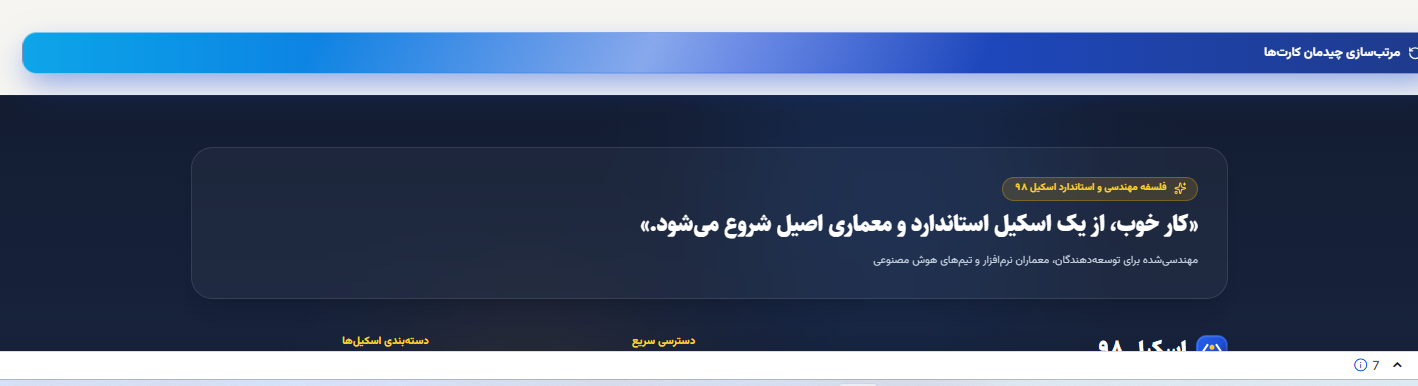 مرتب‌سازی چیدمان کارت‌ها
فلسفه مهندسی و استاندارد اسکیل ۹۸
«کار خوب، از یک اسکیل استاندارد و معماری اصیل شروع می‌شود.»
مهندسی‌شده برای توسعه‌دهندگان، معماران نرم‌افزار و تیم‌های هوش مصنوعی
اسکیل ۹۸
دسترسی سریع
دسته‌بندی اسکیل‌ها
7